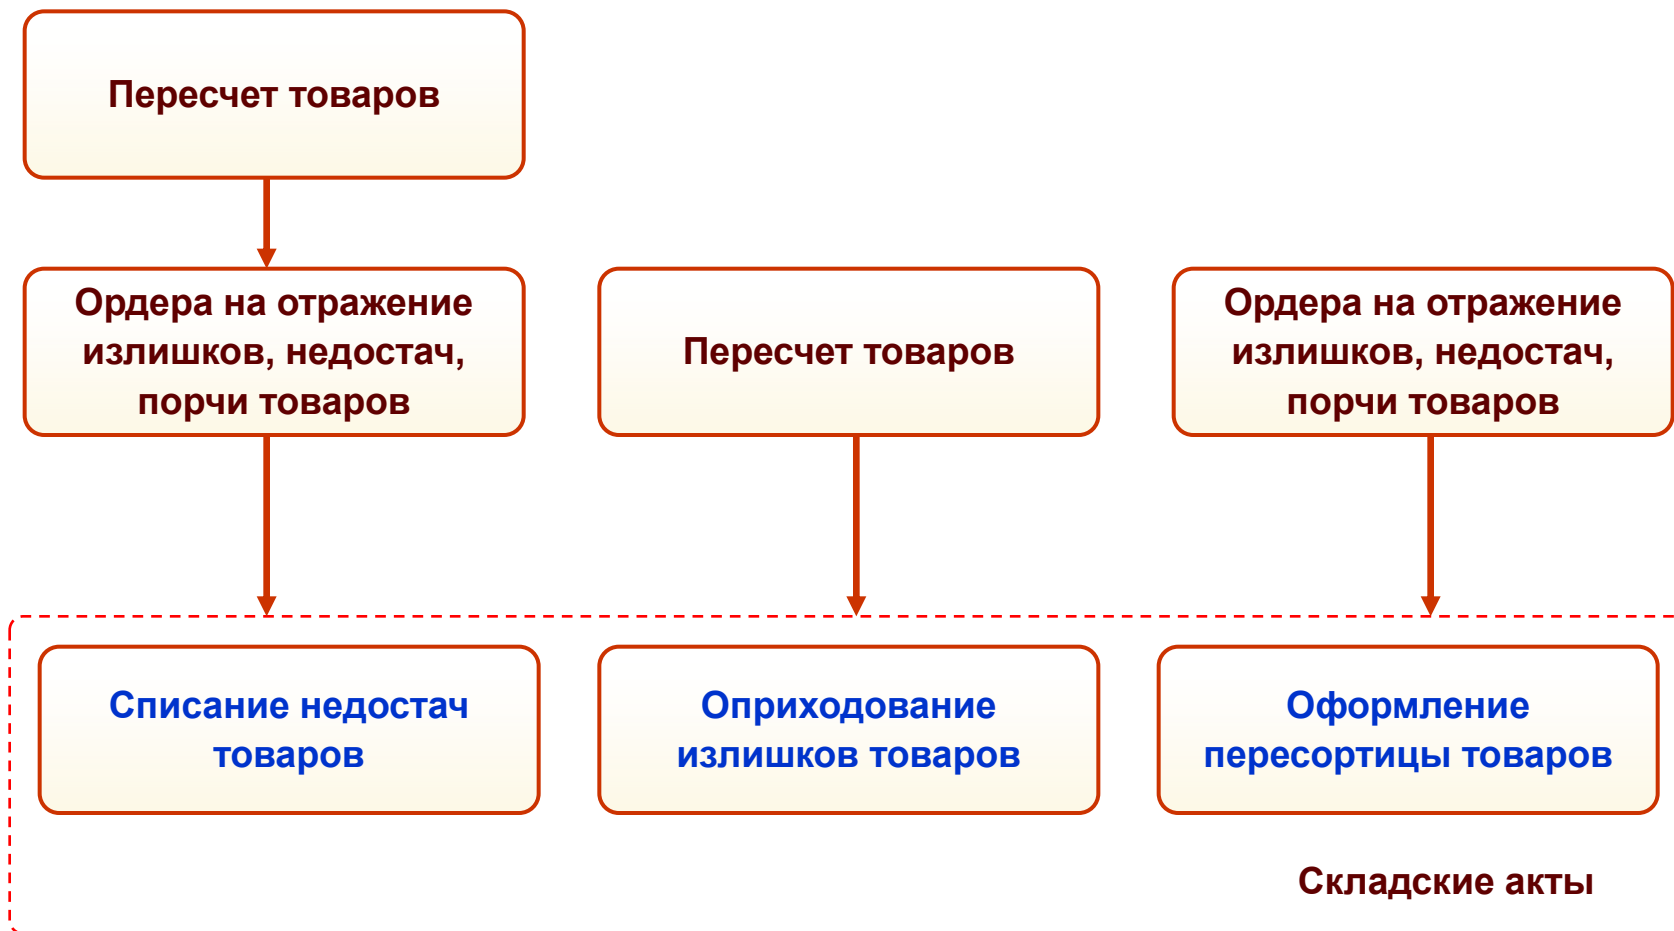 Пересчет товаров
Ордера на отражение
излишков, недостач,
порчи товаров
Пересчет товаров
Ордера на отражение
излишков, недостач,
порчи товаров
Списание недостач
товаров
Оприходование
излишков товаров
Оформление
пересортицы товаров
Складские акты